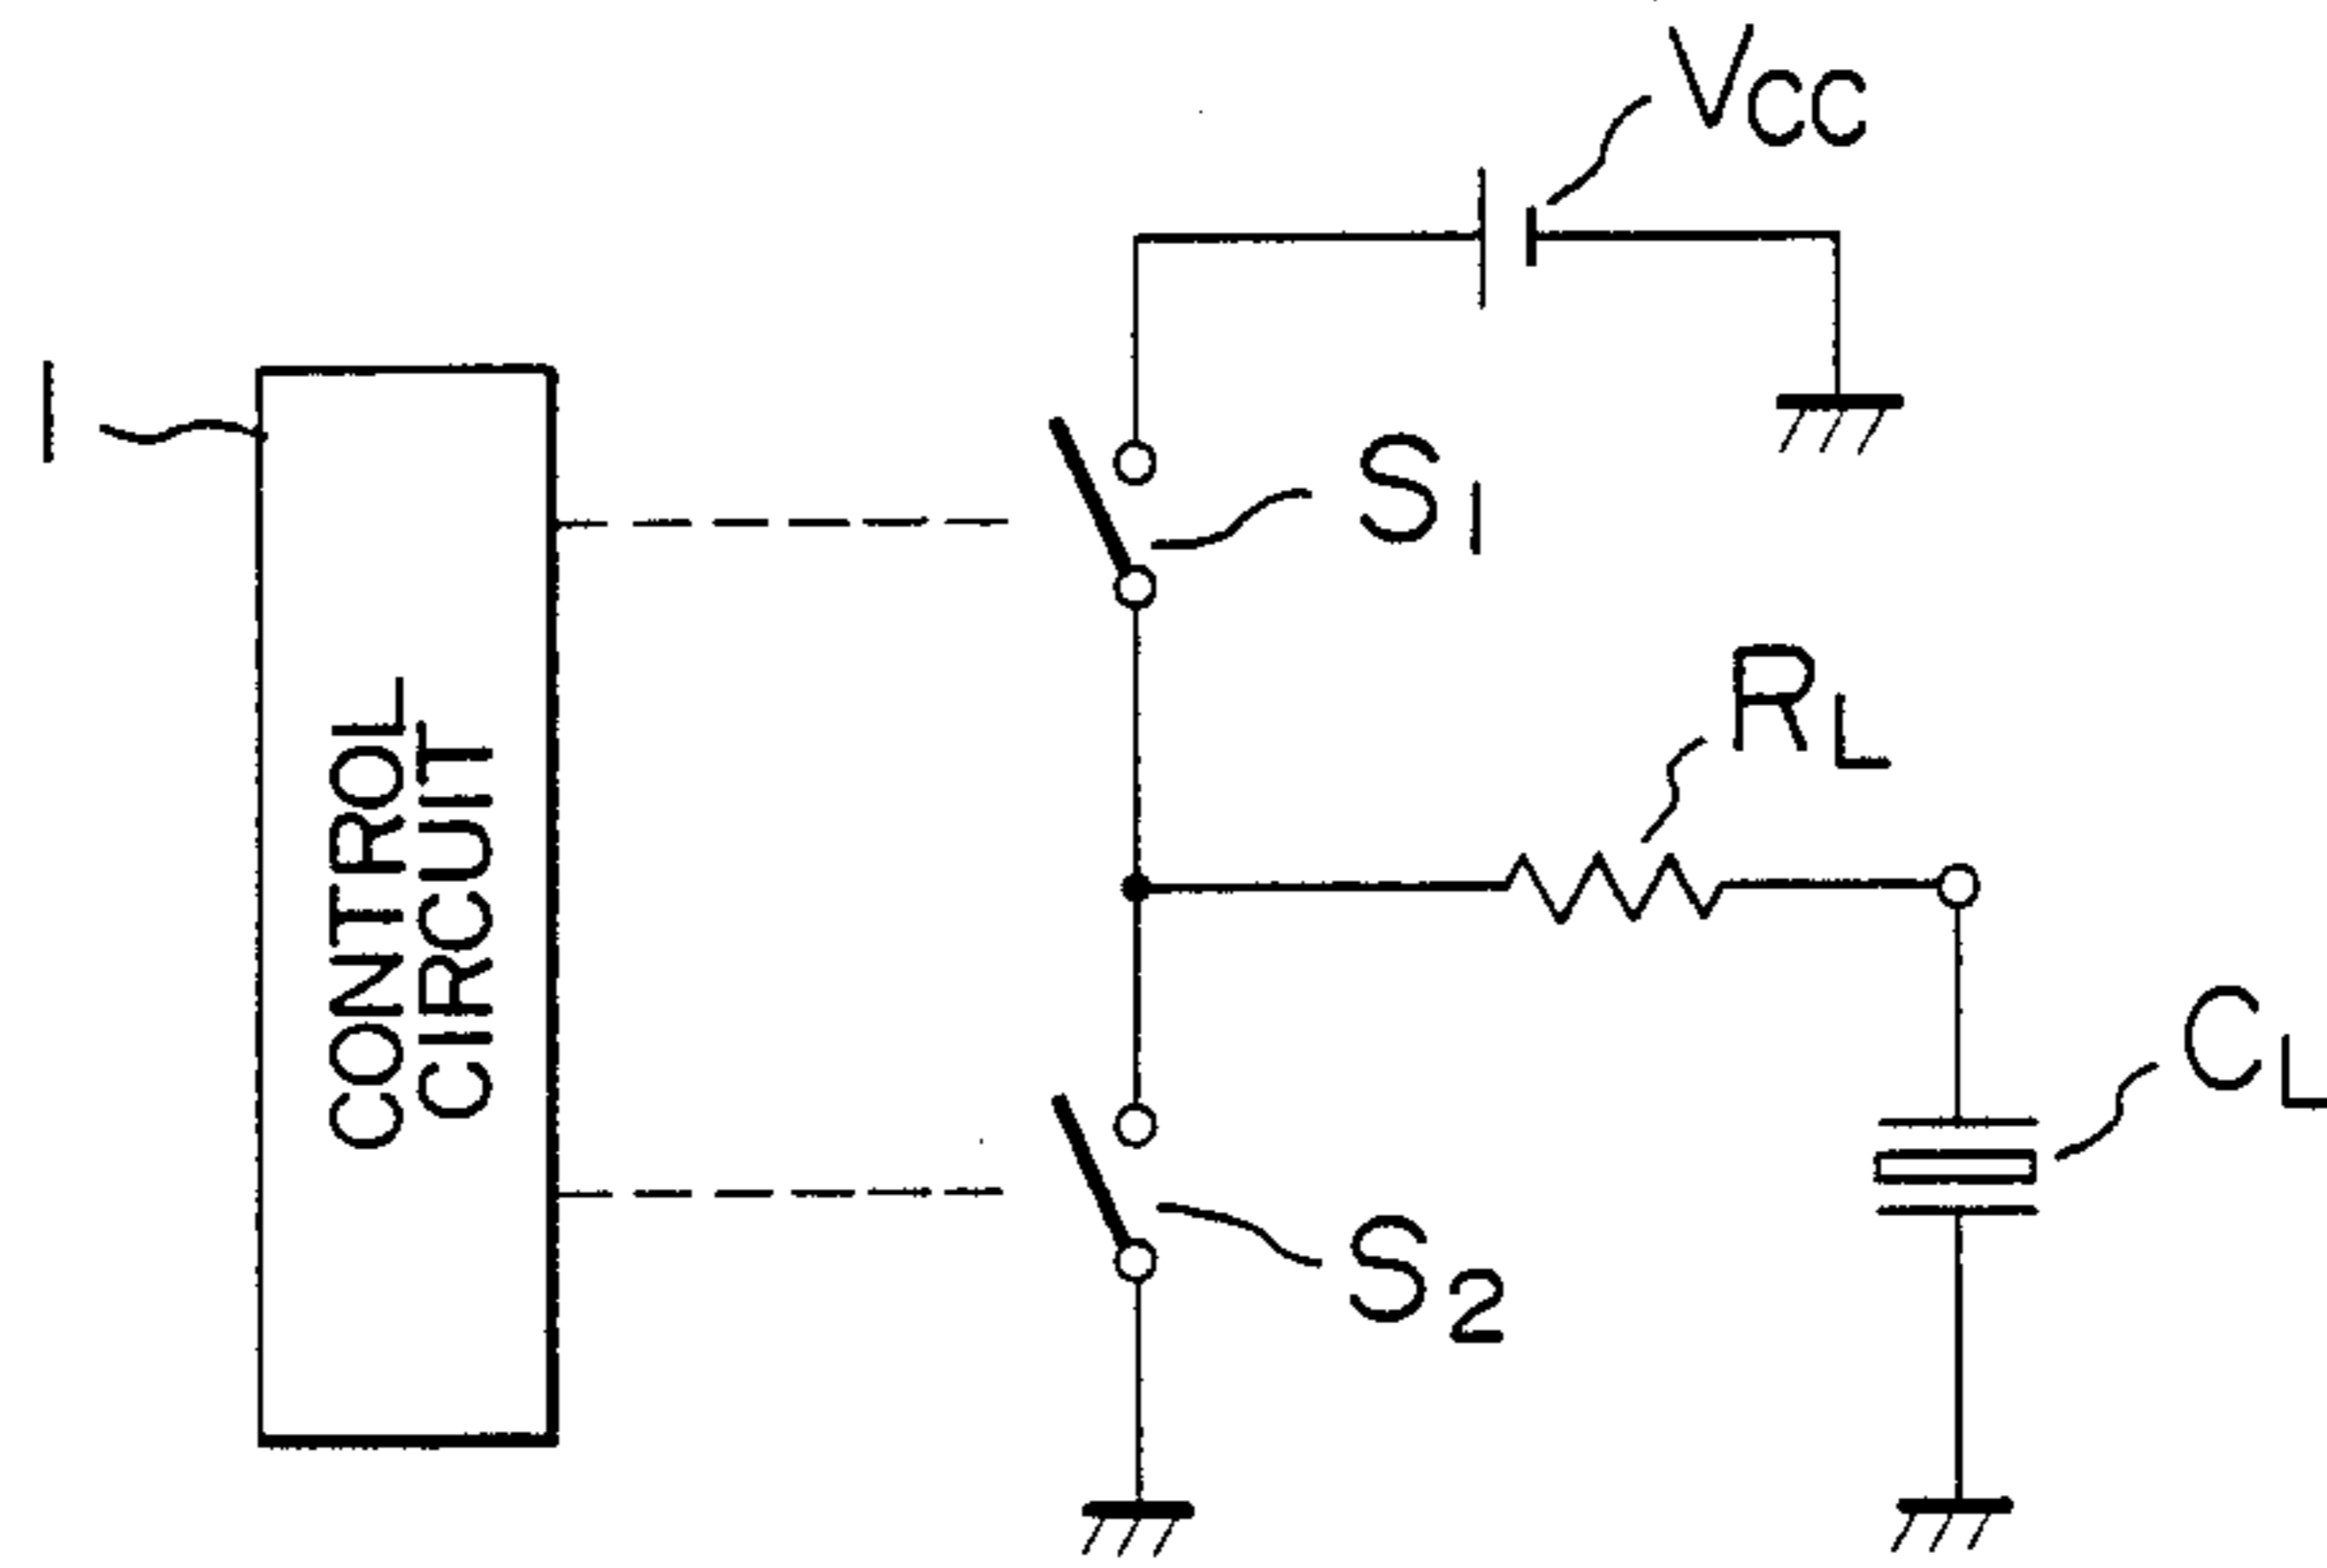 VCC
1
S1
RL
CONTROL
CIRCUIT
CL
S2